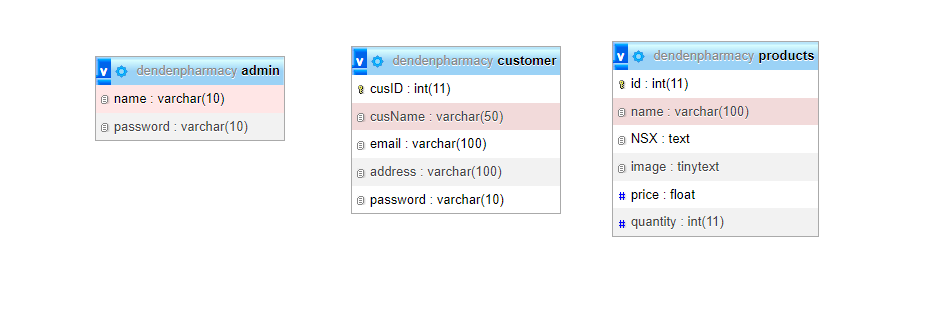 v dendenpharmacy admin
name : varchar(10)
password : varchar(10)
v dendenpharmacy customer
cusID : int(11)
cusName : varchar(50)
email : varchar(100)
address : varchar(100)
password : varchar(10)
v dendenpharmacy products
id : int(11)
name : varchar(100)
NSX : text
image : tinytext
# price : float
# quantity : int(11)